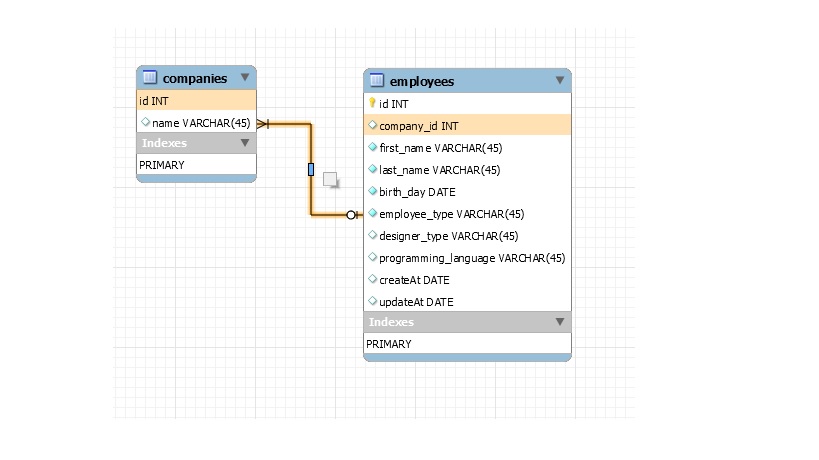 companies
id INT
name VARCHAR(45)
Indexes
PRIMARY
employees
id INT
company_id INT
first_name VARCHAR(45)
last_name VARCHAR(45)
birth_day DATE
employee_type VARCHAR(45)
designer_type VARCHAR(45)
programming_language VARCHAR(45)
createAt DATE
updateAt DATE
Indexes
PRIMARY